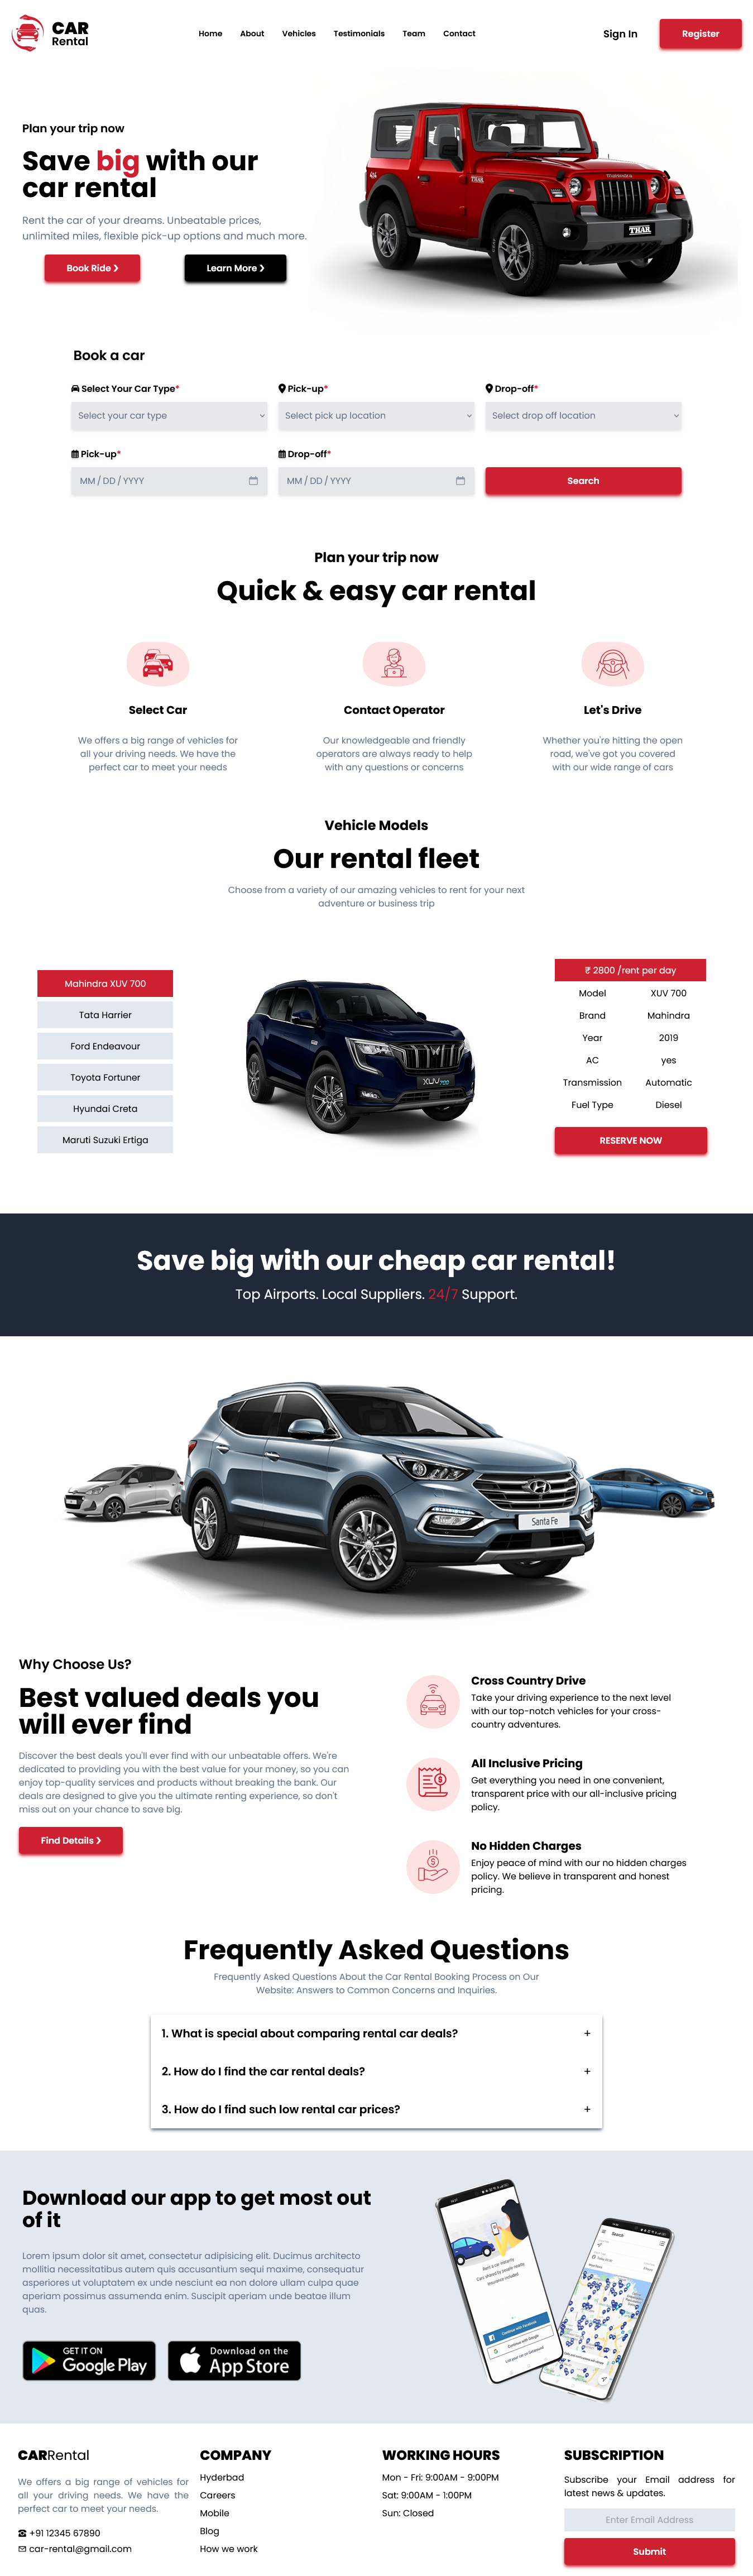 CAR
Rental
Home About Vehicles Testimonials Team Contact
Sign In
Register
Plan your trip now
Save big with our
car rental
Rent the car of your dreams. Unbeatable prices,
unlimited miles, flexible pick-up options and much more.
Book Ride
Learn More
Mahindra
THAR
THAR
Book a car
Select Your Car Type*
Pick-up*
Drop-off*
Select your car type
Select pick up location
Select drop off location
Pick-up*
Drop-off*
MM / DD / YYYY
MM / DD / YYYY
Search
Plan your trip now
Quick & easy car rental
Select Car
We offers a big range of vehicles for
all your driving needs. We have the
perfect car to meet your needs
Contact Operator
Our knowledgeable and friendly
operators are always ready to help
with any questions or concerns
Let's Drive
Whether you're hitting the open
road, we've got you covered
with our wide range of cars
Vehicle Models
Our rental fleet
Choose from a variety of our amazing vehicles to rent for your next
adventure or business trip
Mahindra XUV 700
Tata Harrier
Ford Endeavour
Toyota Fortuner
Hyundai Creta
Maruti Suzuki Ertiga
XUV 700
₹ 2800 /rent per day
Model XUV 700
Brand Mahindra
Year 2019
AC yes
Transmission Automatic
Fuel Type Diesel
RESERVE NOW
Save big with our cheap car rental!
Top Airports. Local Suppliers. 24/7 Support.
Santa Fe
Why Choose Us?
Best valued deals you
will ever find
Discover the best deals you'll ever find with our unbeatable offers. We're
dedicated to providing you with the best value for your money, so you can
enjoy top-quality services and products without breaking the bank. Our
deals are designed to give you the ultimate renting experience, so don't
miss out on your chance to save big.
Find Details
Cross Country Drive
Take your driving experience to the next level
with our top-notch vehicles for your cross-
country adventures.
All Inclusive Pricing
Get everything you need in one convenient,
transparent price with our all-inclusive pricing
policy.
No Hidden Charges
Enjoy peace of mind with our no hidden charges
policy. We believe in transparent and honest
pricing.
Frequently Asked Questions
Frequently Asked Questions About the Car Rental Booking Process on Our
Website: Answers to Common Concerns and Inquiries.
1. What is special about comparing rental car deals? +
2. How do I find the car rental deals? +
3. How do I find such low rental car prices? +
Download our app to get most out
of it
Lorem ipsum dolor sit amet, consectetur adipisicing elit. Ducimus architecto
mollitia necessitatibus autem quis accusantium sequi maxime, consequatur
asperiores ut voluptatem ex unde nesciunt ea non dolore ullam culpa quae
aperiam possimus assumenda enim. Suscipit aperiam unde beatae illum
quas.
GET IT ON
Google Play
Download on the
App Store
Rent a car instantly
Cars shared by people nearby
Insurance included
Continue with Facebook
Continue with Google
Search
CARRental
We offers a big range of vehicles for
all your driving needs. We have the
perfect car to meet your needs.
+91 12345 67890
car-rental@gmail.com
COMPANY
Hyderbad
Careers
Mobile
Blog
How we work
WORKING HOURS
Mon - Fri: 9:00AM - 9:00PM
Sat: 9:00AM - 1:00PM
Sun: Closed
SUBSCRIPTION
Subscribe your Email address for
latest news & updates.
Enter Email Address
Submit